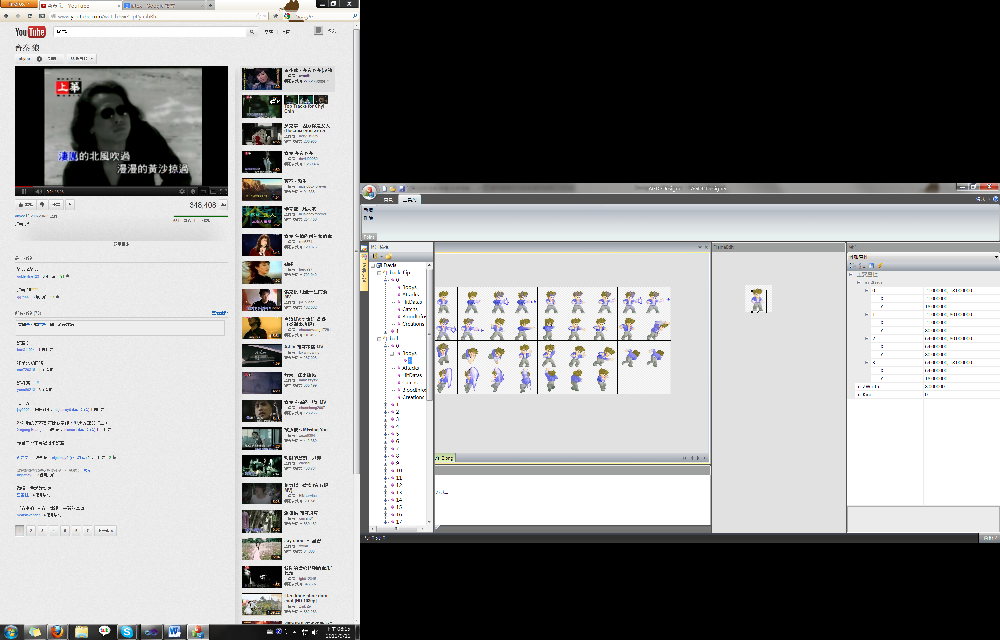 Firefox
齊秦 狼 - YouTube
latex - Google 搜尋
www.youtube.com/watch?v=3opPya5hBhI
Google
YouTube
齊秦
瀏覽
上傳
登入
齊秦 狼
obyee
訂閱
68 部影片
上華
MUSIC
淒厲的北風吹過
漫漫的黃沙掠過
0:24 / 5:28
喜歡
分享
348,408
obyee 於 2007-10-05 上傳
684 人喜歡, 4 人不喜歡
齊秦 狼
顯示更多
最佳評論
經典之經典
goldenfire123 3 年以前 91
齊秦 神!!!!!!!
gg7166 3 年以前 57
所有評論 (73)
查看全部
立即登入或申請，即可發表評論！
好聽！
bac811024 1 週 以前
我是北方狼族
sas720816 1 週 以前
好好聽.....!!
yuna60213 3 週以前
去你的
joy22021 回覆對象： nightmay0 (顯示評論) 4 週以前
85年版的齐秦歌声比较清纯，97版的配器好点。
Xingang Huang 回覆對象： qiusuo1 (顯示評論) 1 月 以前
你自己也不會唱得多好聽
回覆對象： nightmay0 (顯示評論) 2 個月以前 2
這則評論收到的反對票過多，已遭移除 顯示
nightmay0 2 個月以前
讚喔水我愛妳齊秦
蛋蛋 陳 4 個月以前
不為別的~只為了傳說中美麗的草原~
yeatslavender 4 個月以前
1 2 3 4 5 6 7 下一頁 »
黃小琥・夜夜夜夜(示範
上傳者：evantile
觀看次數為 275,23! 精選影片
1:30
27
部影片
Top Tracks for Chyi
Chin
吳克羣 - 因为你是女人
(Because you are a
上傳者：nelly911225
觀看次數為 260,905
4:55
齊秦-夜夜夜夜
上傳者：david00050
觀看次數為 1,259,487
4:50
齊秦 - 懸崖
上傳者：musicboxforever
觀看次數為 91,336
4:54
李宗盛 - 凡人歌
上傳者：musicboxforever
觀看次數為 254,406
你我皆凡人
生在人世間
3:52
齊秦-無情的雨無情的你
上傳者：red6374
觀看次數為 129,073
3:43
懸崖
上傳者：heixia97
觀看次數為 702,040
4:52
張克帆 用盡一生的愛
MV
上傳者：jilMTVideo
觀看次數為 182,082
5:02
高清MV:周傳雄-黃昏
〔亞洲慶功版〕
上傳者：shuxuewangzi7291
觀看次數為 116,492
5:51
A-Lin 寂寞不痛 MV
上傳者：lukwingwing
觀看次數為 267,006
A-Lin
4:59
齊秦 - 往事隨風
上傳者：namezzyzx
觀看次數為 305,199
4:29
齊秦 外面的世界 MV
上傳者：chenchong2007
觀看次數為 128,265
5:16
范逸臣～Missing You
上傳者：zuzu9394
觀看次數為 412,380
4:26
衝動的懲罰—刀郎
上傳者：chertai
觀看次數為 436,704
7:47
劉力揚 - 禮物 (官方版
MV)
上傳者：HIMservice
觀看次數為 611,749
5:28
張棟梁 寂寞邊界
上傳者：cuiyan81
觀看次數為 569,162
5:02
Jay chou - 七里香
上傳者：xxvai
觀看次數為 64,865
5:04
特别的爱给特别的你/伍
思凯
上傳者：tgb012345
觀看次數為 343,697
4:55
Lien khuc nhac dam
cuoi [HD 1080p]
上傳者：Zink Zik
觀看次數為 862,283
1:09:22
talk
下午 08:15
2012/9/12
AGDPDesigner1 - AGDP Designer
首頁
工具列
樣式
新增
刪除
Point
類別檢視
類別檢視
Davis
back_flip
0
Bodys
Attacks
HitDatas
Catchs
BloodInfos
Creations
1
ball
0
Bodys
0
Attacks
HitDatas
Catchs
BloodInfos
Creations
1
2
3
4
5
6
7
8
9
10
11
12
13
14
15
16
17
vis_2.png
方式...
FrameEdit
屬性
附加屬性
主要屬性
m_Area
0 21.000000, 18.000000
X 21.000000
Y 18.000000
1 21.000000, 80.000000
X 21.000000
Y 80.000000
2 64.000000, 80.000000
X 64.000000
Y 80.000000
3 64.000000, 18.000000
X 64.000000
Y 18.000000
m_ZWidth 8.000000
m_Kind 0
行: 0 列: 0
窗格 2